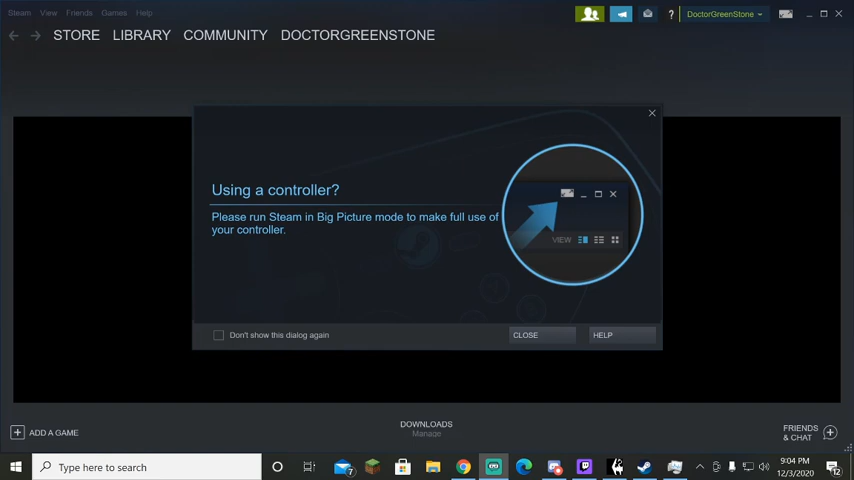 Steam View Friends Games Help
? DoctorGreenStone
STORE LIBRARY COMMUNITY DOCTORGREENSTONE
Using a controller?
Please run Steam in Big Picture mode to make full use of
your controller.
VIEW
Don't show this dialog again
CLOSE HELP
ADD A GAME
DOWNLOADS
Manage
FRIENDS
& CHAT
Type here to search
7
9:04 PM
12/3/2020
12